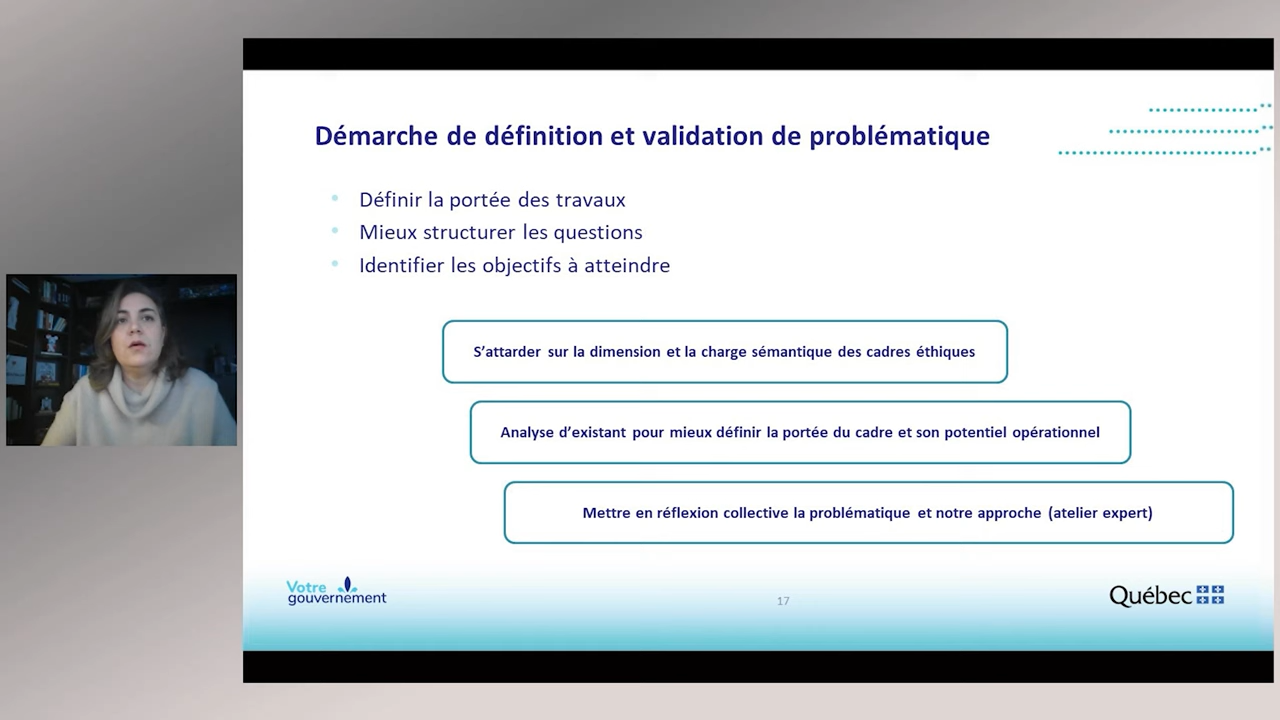 Démarche de définition et validation de problématique
• Définir la portée des travaux
• Mieux structurer les questions
• Identifier les objectifs à atteindre
S'attarder sur la dimension et la charge sémantique des cadres éthiques
Analyse d'existant pour mieux définir la portée du cadre et son potentiel opérationnel
Mettre en réflexion collective la problématique et notre approche (atelier expert)
Votre
gouvernement
17
Québec